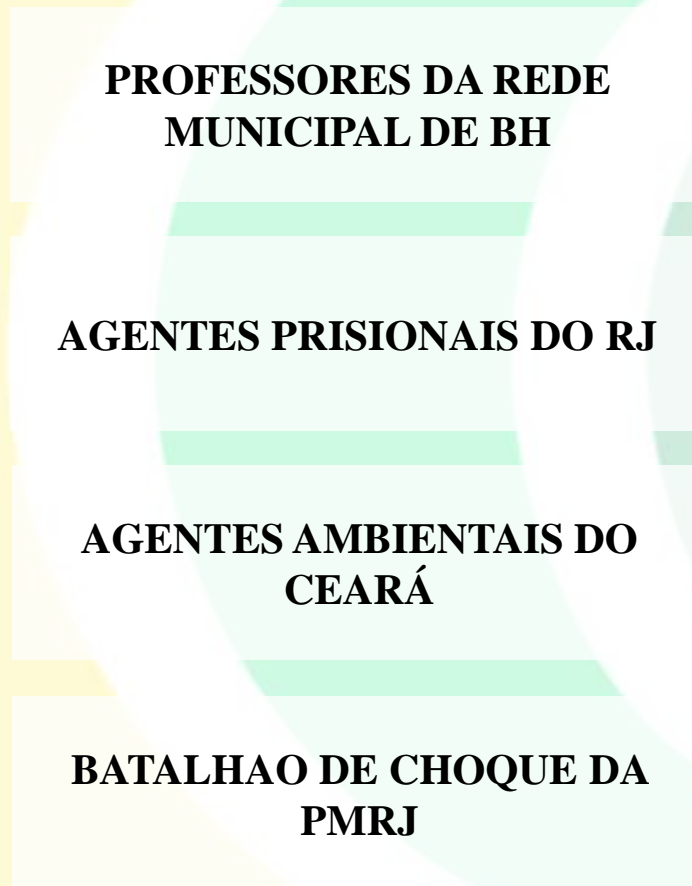 PROFESSORES DA REDE
MUNICIPAL DE BH
AGENTES PRISIONAIS DO RJ
AGENTES AMBIENTAIS DO
CEARÁ
BATALHAO DE CHOQUE DA
PMRJ